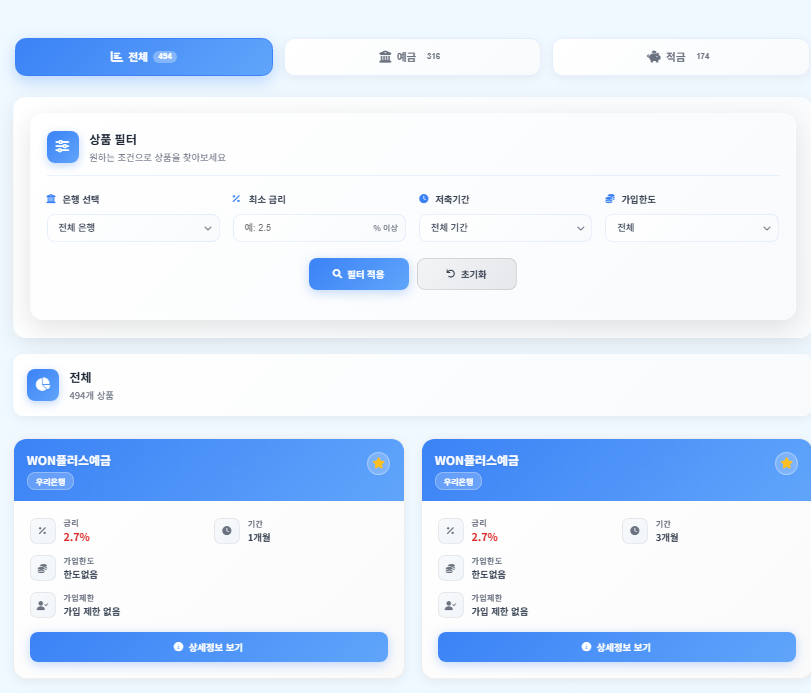 전체 494 예금 316 적금 174
상품 필터
원하는 조건으로 상품을 찾아보세요
은행 선택 최소 금리 저축기간 가입한도
전체 은행 예: 2.5 % 이상 전체 기간 전체
필터 적용 초기화
전체
494개 상품
WON플러스예금 WON플러스예금
우리은행 우리은행
금리 기간 금리 기간
2.7% 1개월 2.7% 3개월
가입한도 가입한도
한도없음 한도없음
가입제한 가입제한
가입 제한 없음 가입 제한 없음
상세정보 보기 상세정보 보기